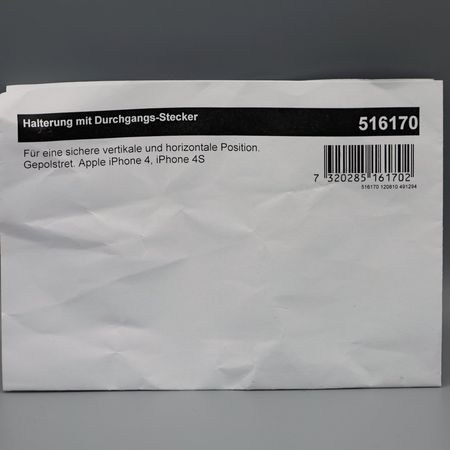 Halterung mit Durchgangs-Stecker 516170
Für eine sichere vertikale und horizontale Position.
Gepolstret. Apple iPhone 4, iPhone 4S
7 320285 161702
516170 120810 491294